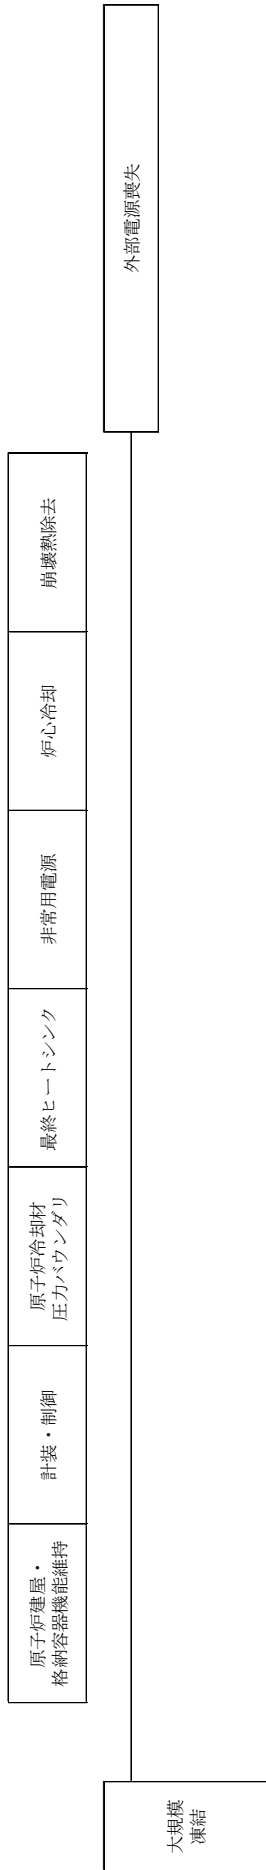 大規模
凍結
原子炉建屋・
格納容器機能維持
計装・制御
原子炉冷却材
圧力バウンダリ
最終ヒートシンク
非常用電源
炉心冷却
崩壊熱除去
外部電源喪失